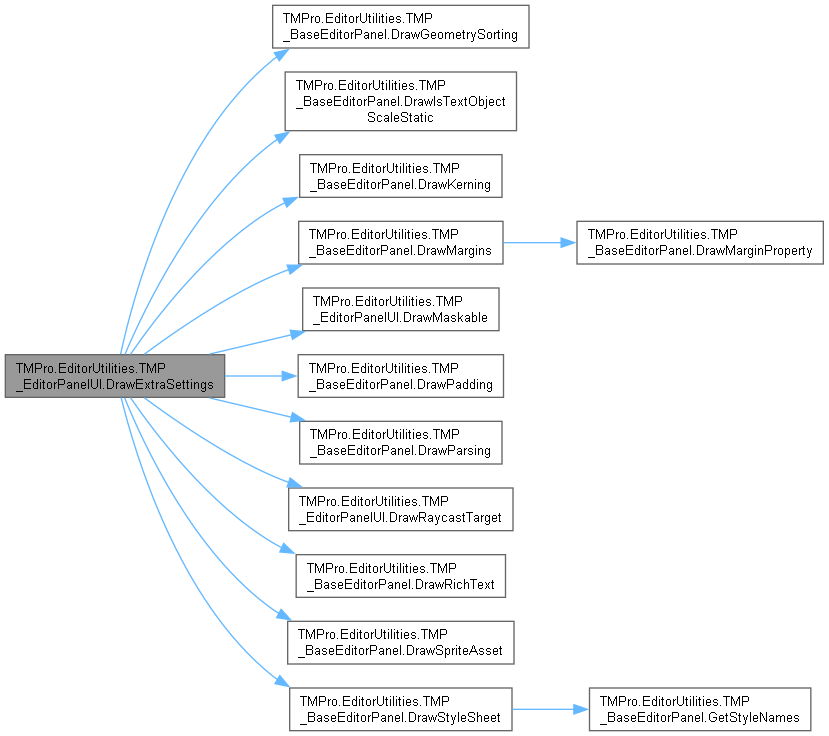 TMPro.EditorUtilities.TMP
_BaseEditorPanel.DrawGeometrySorting
TMPro.EditorUtilities.TMP
_BaseEditorPanel.DrawIsTextObject
ScaleStatic
TMPro.EditorUtilities.TMP
_BaseEditorPanel.DrawKerning
TMPro.EditorUtilities.TMP
_BaseEditorPanel.DrawMargins
TMPro.EditorUtilities.TMP
_BaseEditorPanel.DrawMarginProperty
TMPro.EditorUtilities.TMP
_EditorPanelUI.DrawMaskable
TMPro.EditorUtilities.TMP
_EditorPanelUI.DrawExtraSettings
TMPro.EditorUtilities.TMP
_BaseEditorPanel.DrawPadding
TMPro.EditorUtilities.TMP
_BaseEditorPanel.DrawParsing
TMPro.EditorUtilities.TMP
_EditorPanelUI.DrawRaycastTarget
TMPro.EditorUtilities.TMP
_BaseEditorPanel.DrawRichText
TMPro.EditorUtilities.TMP
_BaseEditorPanel.DrawSpriteAsset
TMPro.EditorUtilities.TMP
_BaseEditorPanel.DrawStyleSheet
TMPro.EditorUtilities.TMP
_BaseEditorPanel.GetStyleNames